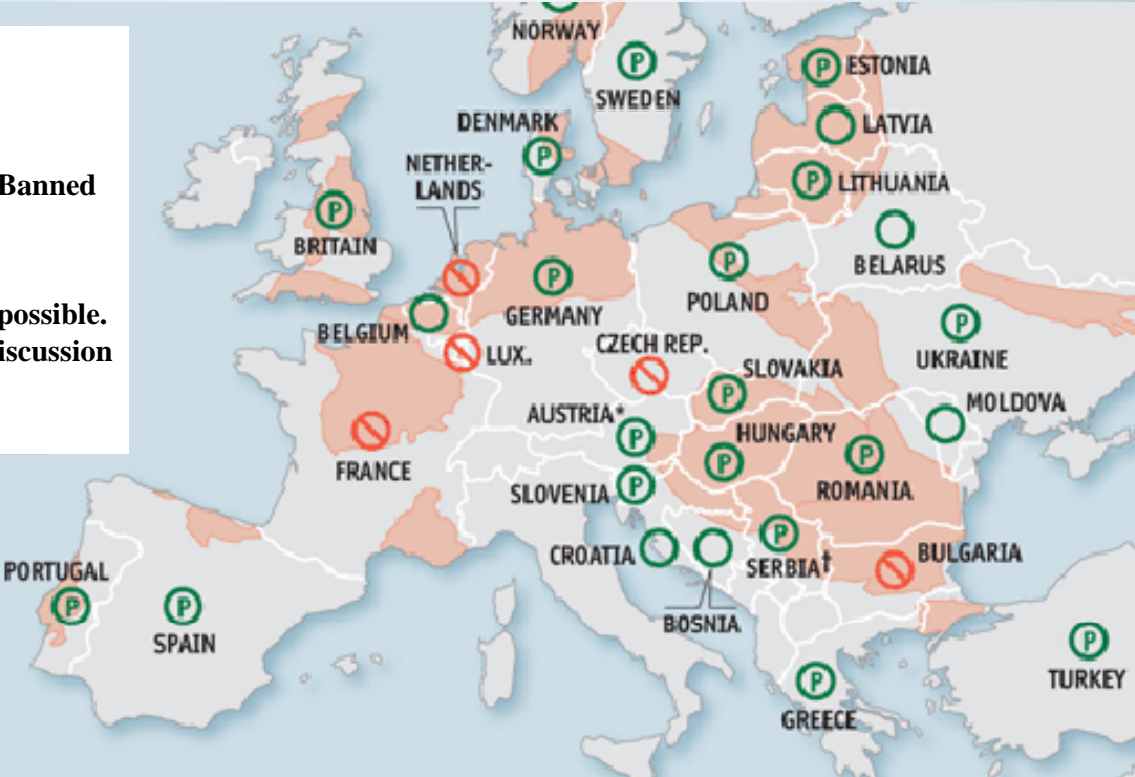 Banned
possible.
iscussion
NORWAY
P
SWEDEN
P
ESTONIA
LATVIA
P
LITHUANIA
DENMARK
P
NETHER-
LANDS
P
BRITAIN
BELARUS
P
POLAND
P
GERMANY
BELGIUM
LUX.
CZECH REP.
P
UKRAINE
SLOVAKIA
P
MOLDOVA
AUSTRIA*
P
HUNGARY
P
P
ROMANIA
FRANCE
SLOVENIA
P
CROATIA
BOSNIA
P
SERBIA†
BULGARIA
PORTUGAL
P
P
SPAIN
P
GREECE
P
TURKEY